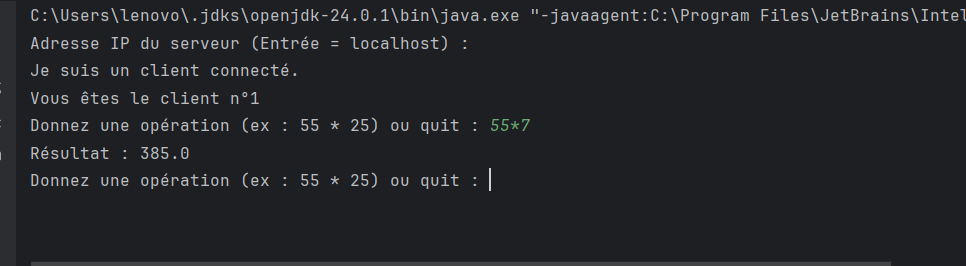 C:\Users\lenovo\.jdks\openjdk-24.0.1\bin\java.exe "-javaagent:C:\Program Files\JetBrains\Intel
Adresse IP du serveur (Entrée = localhost) :
Je suis un client connecté.
Vous êtes le client n°1
Donnez une opération (ex : 55 * 25) ou quit : 55*7
Résultat : 385.0
Donnez une opération (ex : 55 * 25) ou quit :